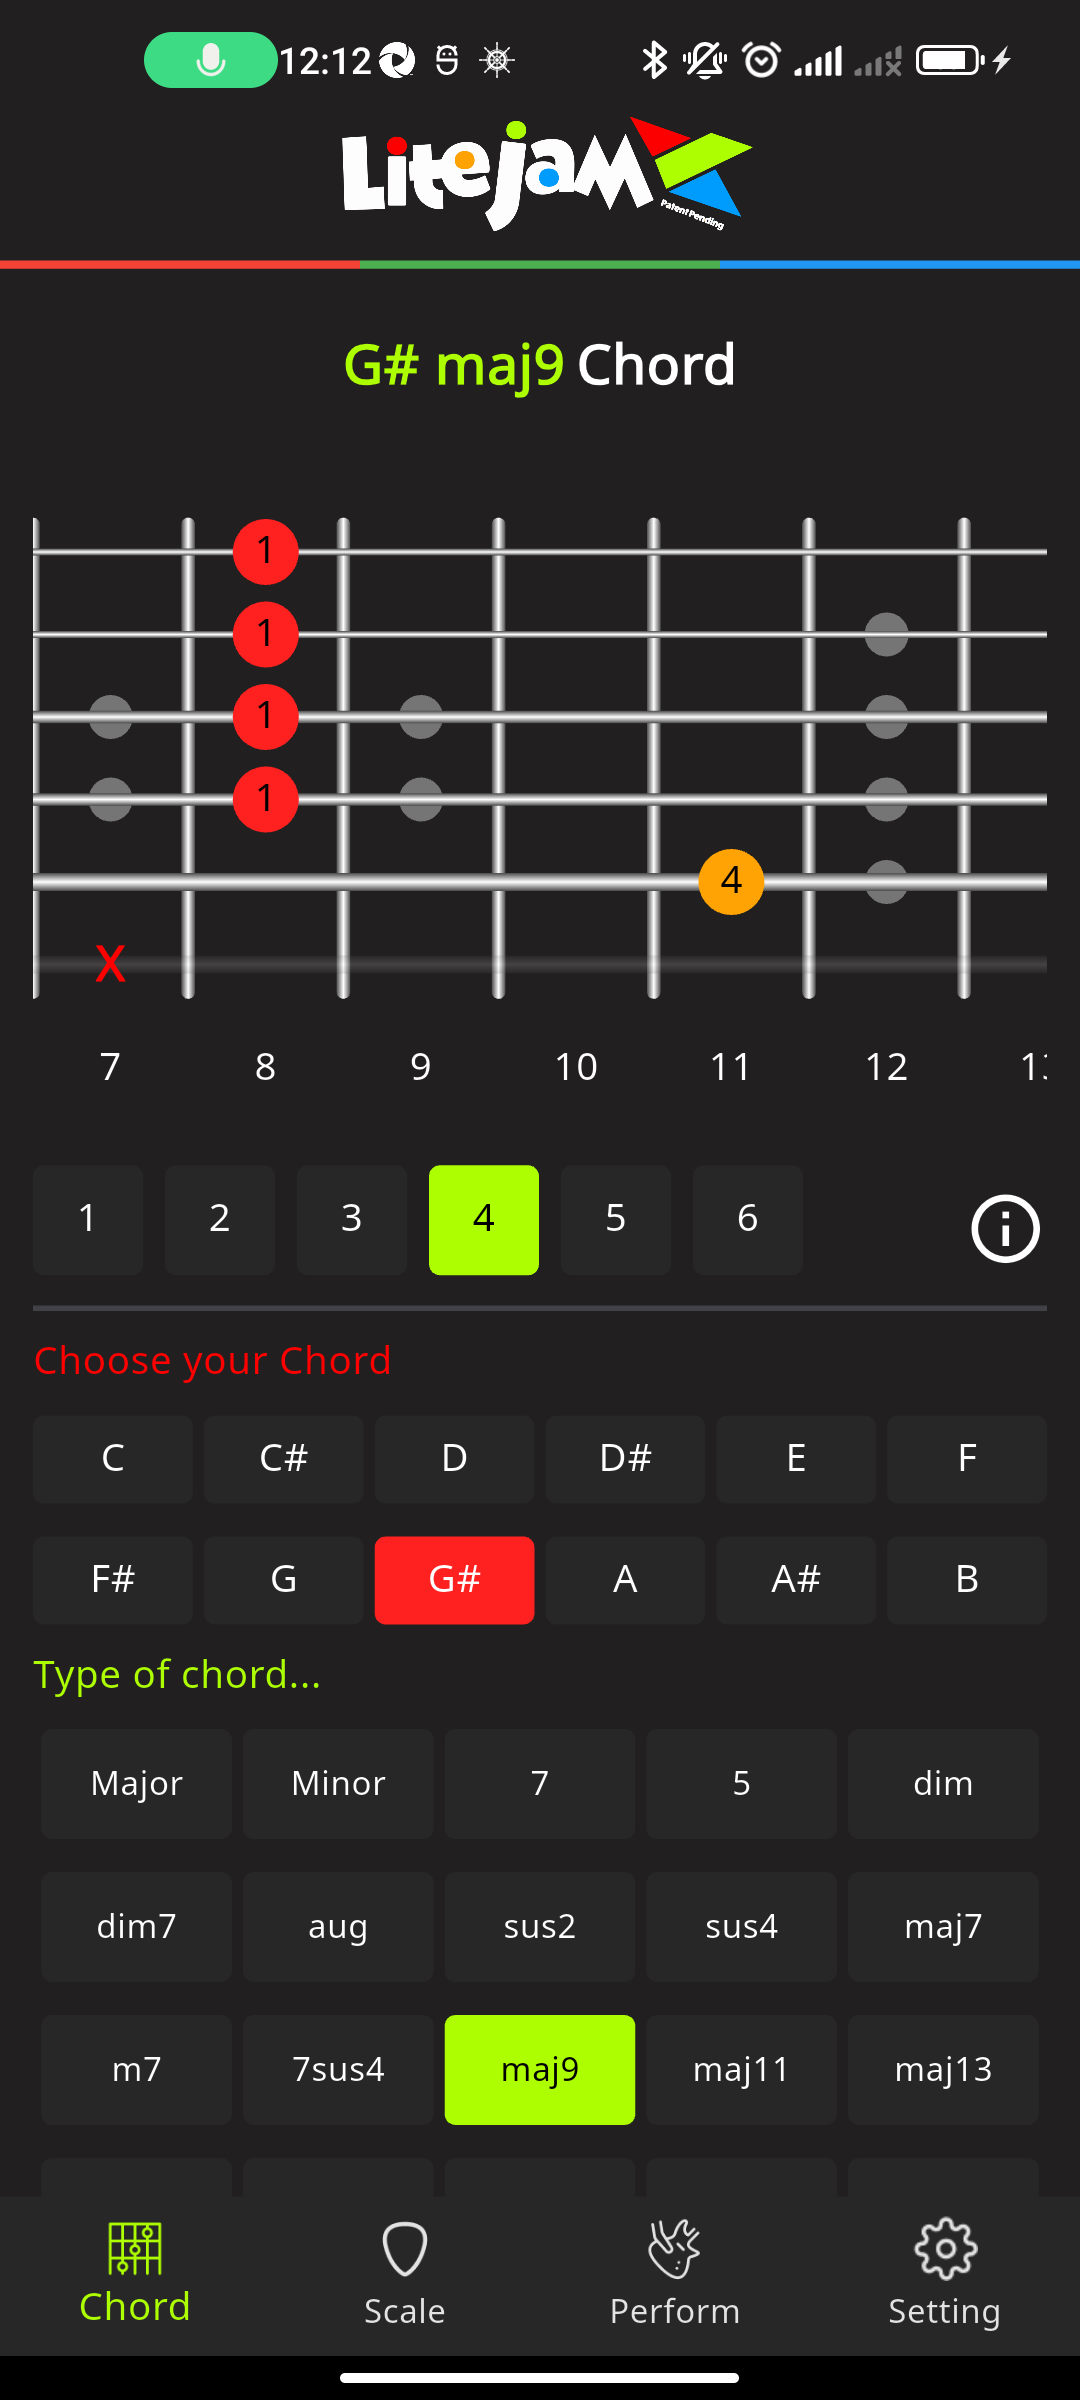 12:12
Litejam
Patent Pending
G# maj9 Chord
1
1
1
1
4
X
7 8 9 10 11 12
1 2 3 4 5 6
Choose your Chord
C C# D D# E F
F# G G# A A# B
Type of chord...
Major Minor 7 5 dim
dim7 aug sus2 sus4 maj7
m7 7sus4 maj9 maj11 maj13
Chord Scale Perform Setting